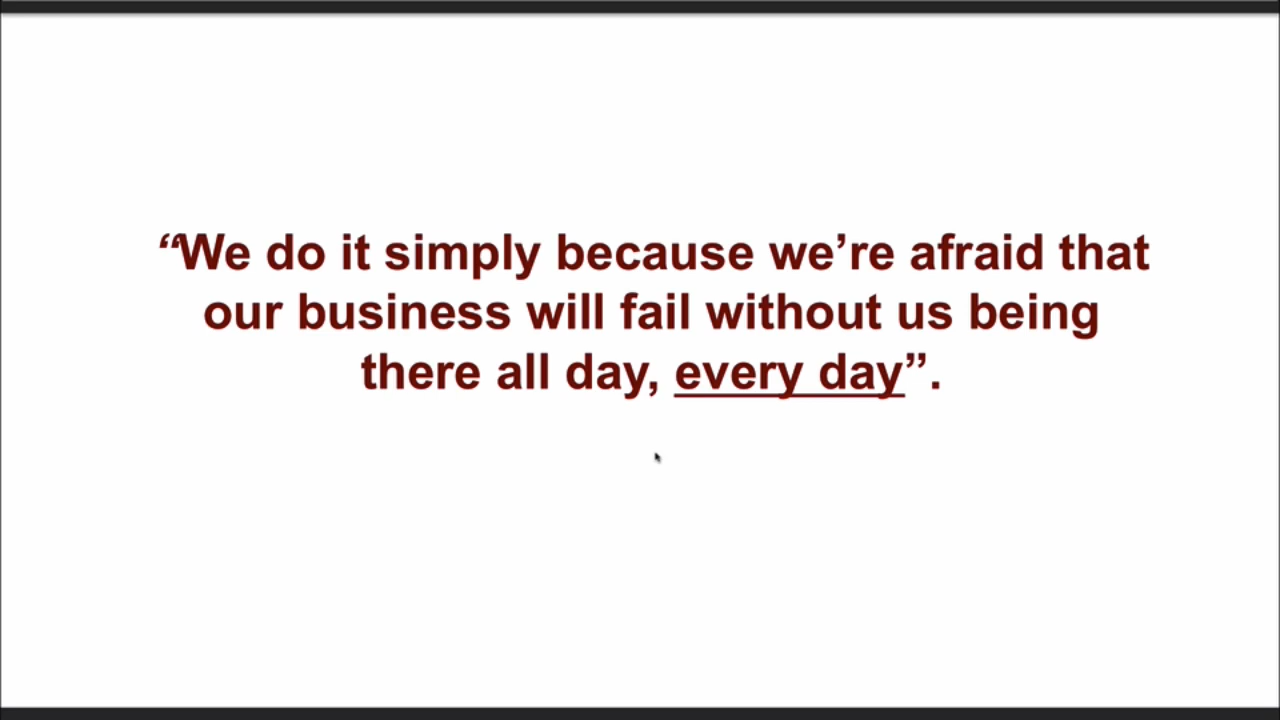 “We do it simply because we’re afraid that
our business will fail without us being
there all day, every day”.